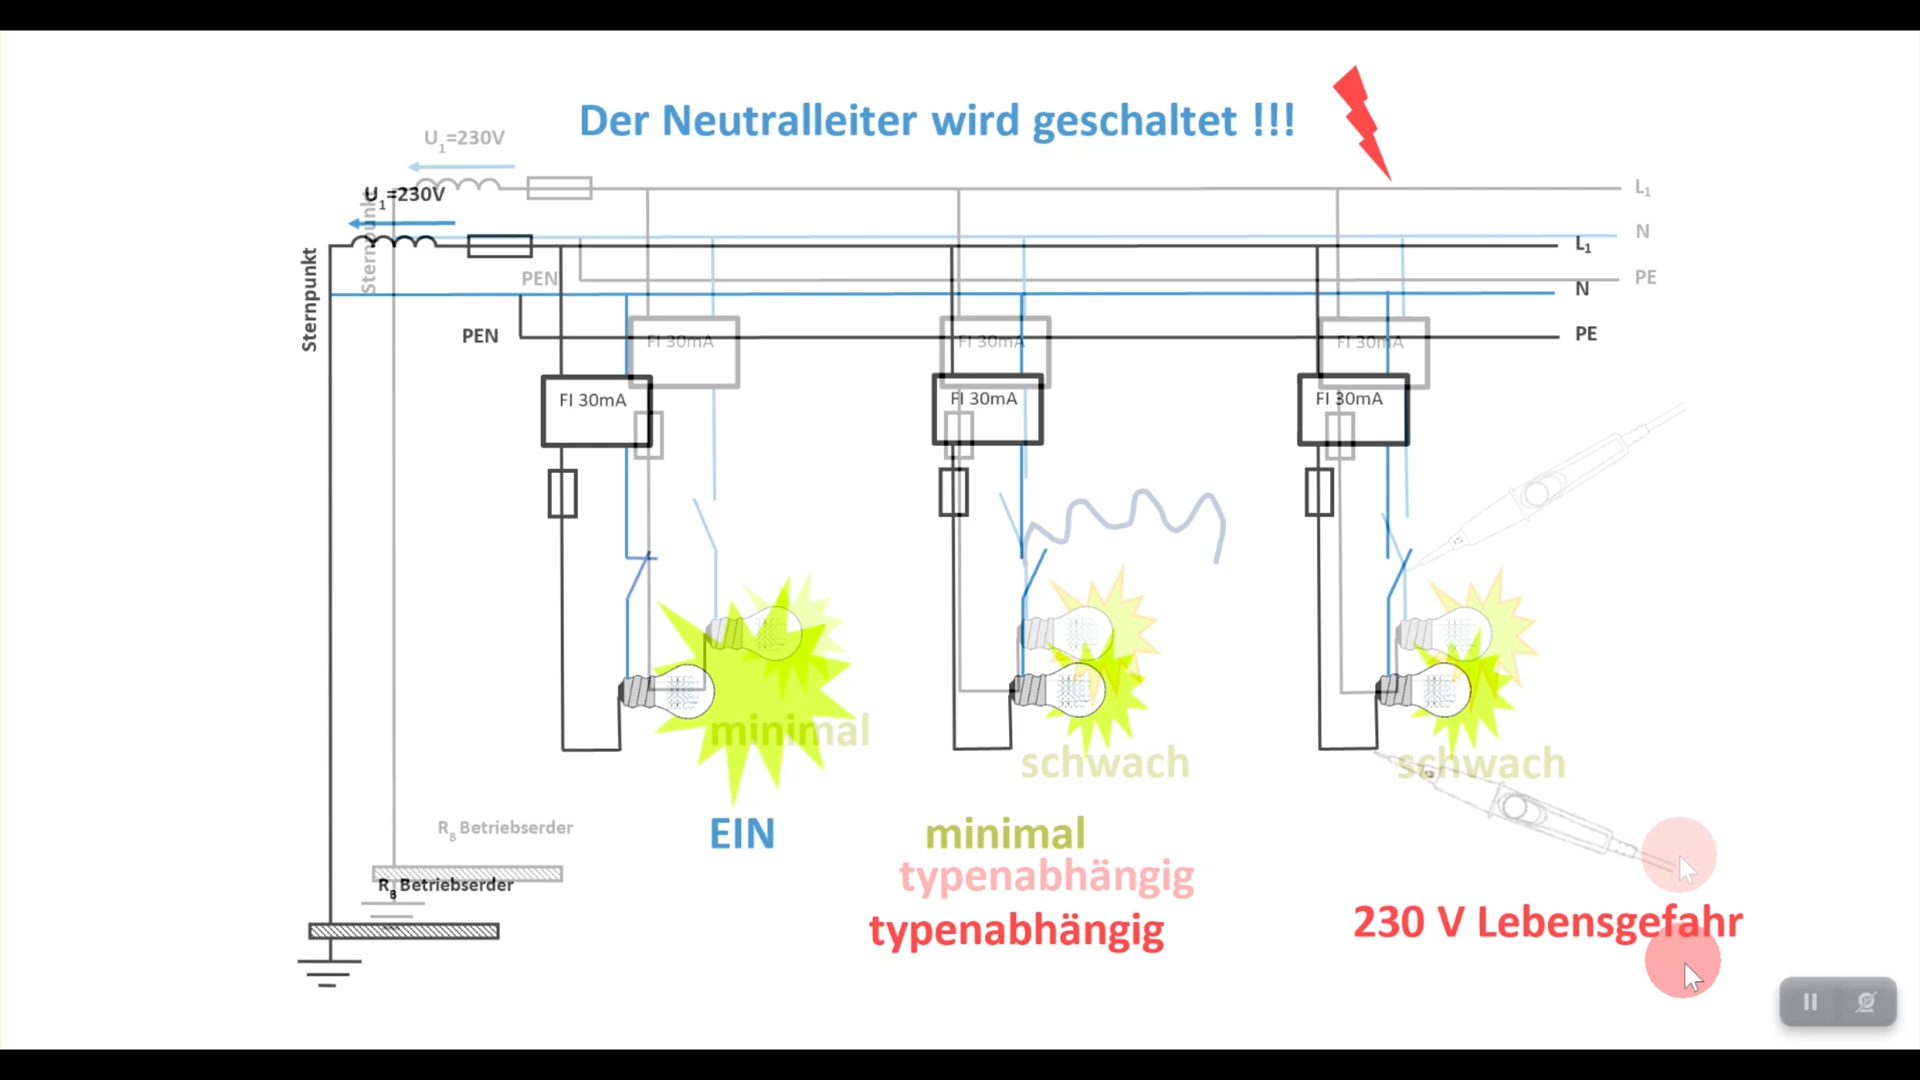 Der Neutralleiter wird geschaltet !!!
U1=230V
U1=230V
Sternpunkt
Sternpunkt
L1
N
L1
PEN
PE
N
PEN
PE
FI 30mA
FI 30mA
FI 30mA
FI 30mA
FI 30mA
FI 30mA
minimal
schwach
schwach
RB Betriebserder
EIN
minimal
typenabhängig
RB Betriebserder
typenabhängig
230 V Lebensgefahr